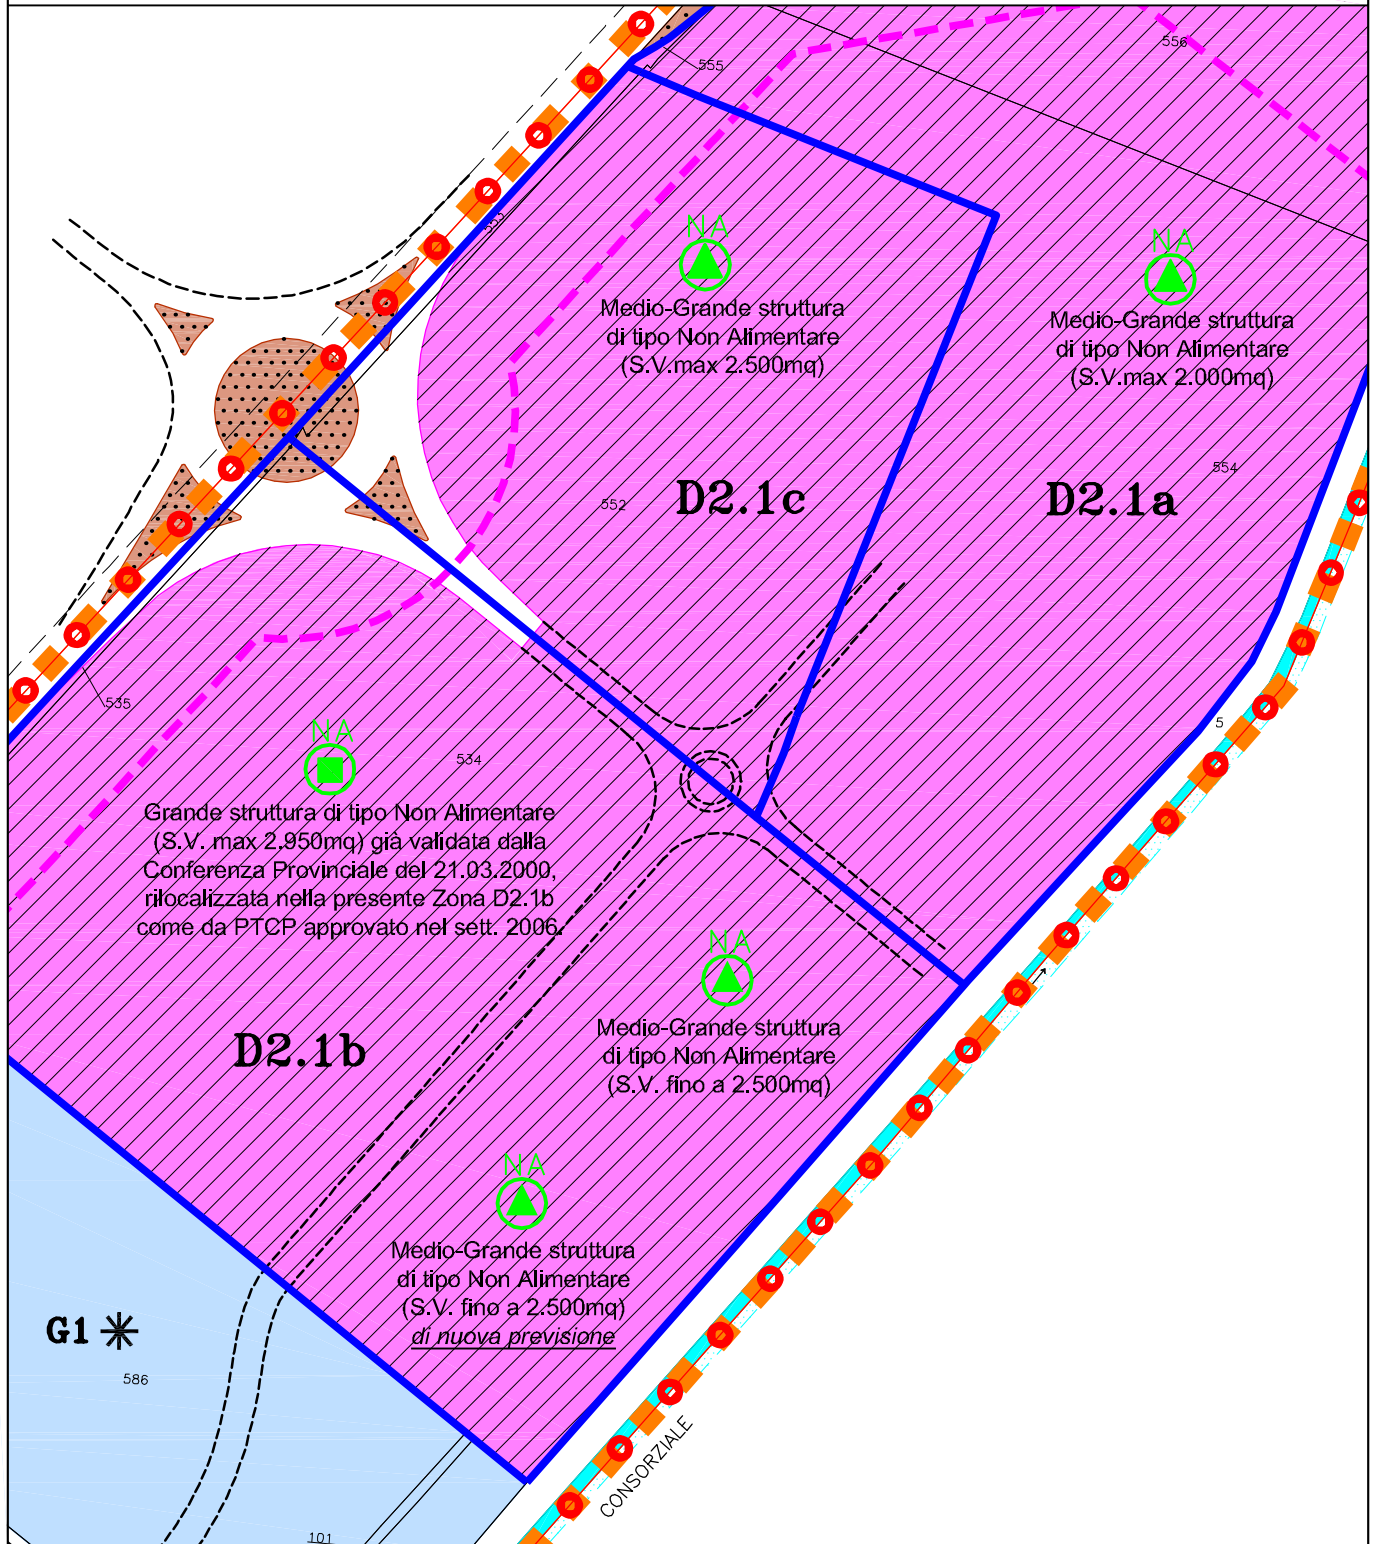 556
555
553
NA
Medio-Grande struttura
di tipo Non Alimentare
(S.V.max 2.500mq)
NA
Medio-Grande struttura
di tipo Non Alimentare
(S.V.max 2.000mq)
554
552
D2.1c
D2.1a
535
5
NA
534
Grande struttura di tipo Non Alimentare
(S.V. max 2.950mq) già validata dalla
Conferenza Provinciale del 21.03.2000,
rilocalizzata nella presente Zona D2.1b
come da PTCP approvato nel sett. 2006.
D2.1b
NA
Medio-Grande struttura
di tipo Non Alimentare
(S.V. fino a 2.500mq)
NA
Medio-Grande struttura
di tipo Non Alimentare
(S.V. fino a 2.500mq)
di nuova previsione
G1
586
CONSORZIALE
101